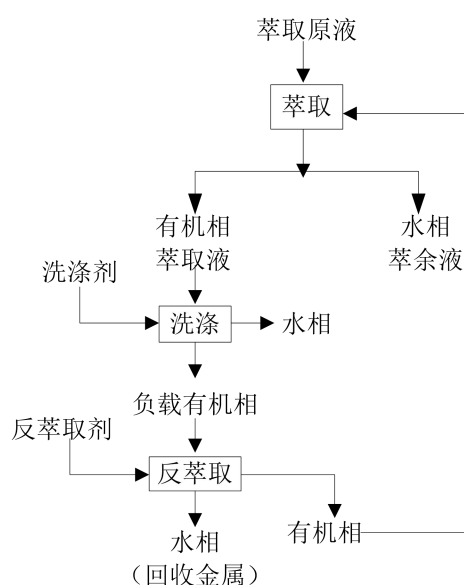 萃取原液
萃取
有机相
萃取液
水相
萃余液
洗涤剂
洗涤
水相
负载有机相
反萃取剂
反萃取
水相
(回收金属)
有机相